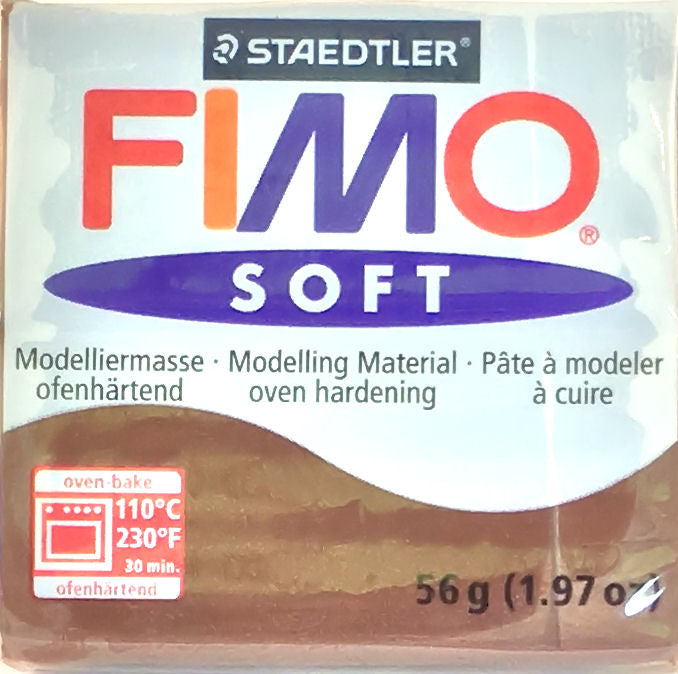 STAEDTLER®
FIMO®
SOFT
Modelliermasse · Modelling Material · Pâte à modeler
ofenhärtend oven hardening à cuire
oven-bake
110°C
230°F
30 min.
ofenhärtend
56g (1.97 oz)